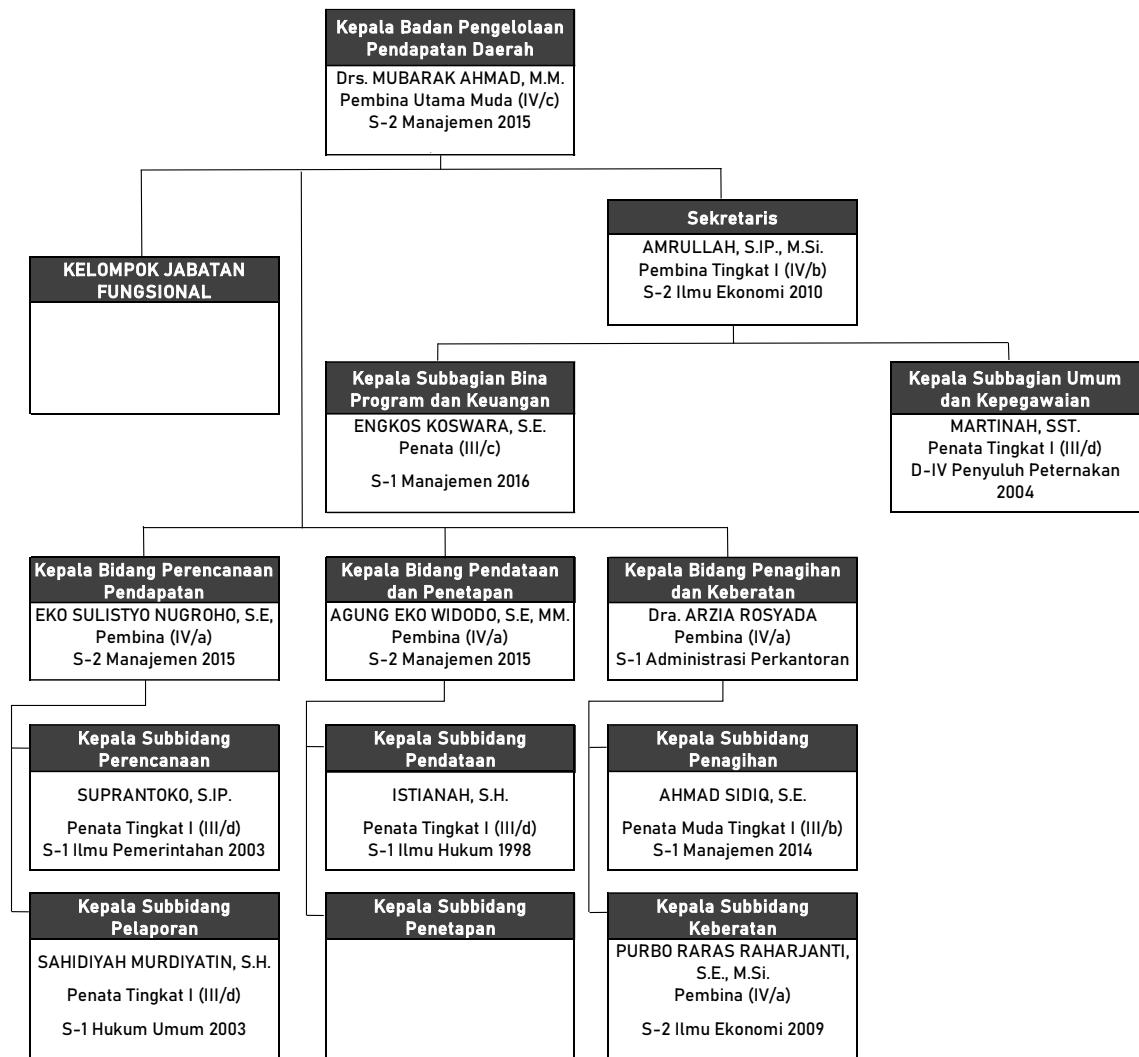 Kepala Badan Pengelolaan
Pendapatan Daerah
Drs. MUBARAK AHMAD, M.M.
Pembina Utama Muda (IV/c)
S-2 Manajemen 2015
Sekretaris
AMRULLAH, S.IP., M.Si.
Pembina Tingkat I (IV/b)
S-2 Ilmu Ekonomi 2010
KELOMPOK JABATAN
FUNGSIONAL
Kepala Subbagian Bina
Program dan Keuangan
ENGKOS KOSWARA, S.E.
Penata (III/c)
S-1 Manajemen 2016
Kepala Subbagian Umum
dan Kepegawaian
MARTINAH, SST.
Penata Tingkat I (III/d)
D-IV Penyuluh Peternakan
2004
Kepala Bidang Perencanaan
Pendapatan
EKO SULISTYO NUGROHO, S.E,
Pembina (IV/a)
S-2 Manajemen 2015
Kepala Bidang Pendataan
dan Penetapan
AGUNG EKO WIDODO, S.E, MM.
Pembina (IV/a)
S-2 Manajemen 2015
Kepala Bidang Penagihan
dan Keberatan
Dra. ARZIA ROSYADA
Pembina (IV/a)
S-1 Administrasi Perkantoran
Kepala Subbidang
Perencanaan
SUPRANTOKO, S.IP.
Penata Tingkat I (III/d)
S-1 Ilmu Pemerintahan 2003
Kepala Subbidang
Pendataan
ISTIANAH, S.H.
Penata Tingkat I (III/d)
S-1 Ilmu Hukum 1998
Kepala Subbidang
Penagihan
AHMAD SIDIQ, S.E.
Penata Muda Tingkat I (III/b)
S-1 Manajemen 2014
Kepala Subbidang
Pelaporan
SAHIDIYAH MURDIYATIN, S.H.
Penata Tingkat I (III/d)
S-1 Hukum Umum 2003
Kepala Subbidang
Penetapan
Kepala Subbidang
Keberatan
PURBO RARAS RAHARJANTI,
S.E., M.Si.
Pembina (IV/a)
S-2 Ilmu Ekonomi 2009